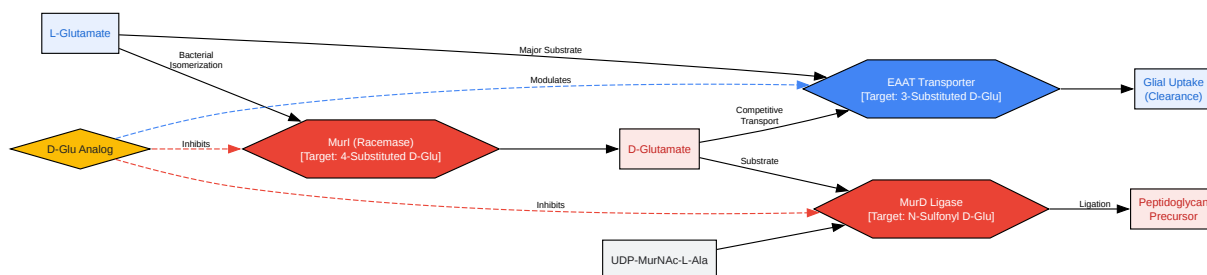 L-Glutamate
Bacterial
Isomerization
Major Substrate
Modulates
EAAT Transporter
[Target: 3-Substituted D-Glu]
Glial Uptake
(Clearance)
D-Glu Analog
Inhibits
MurI (Racemase)
[Target: 4-Substituted D-Glu]
D-Glutamate
Competitive
Transport
Substrate
Inhibits
MurD Ligase
[Target: N-Sulfonyl D-Glu]
Ligation
Peptidoglycan
Precursor
UDP-MurNAc-L-Ala